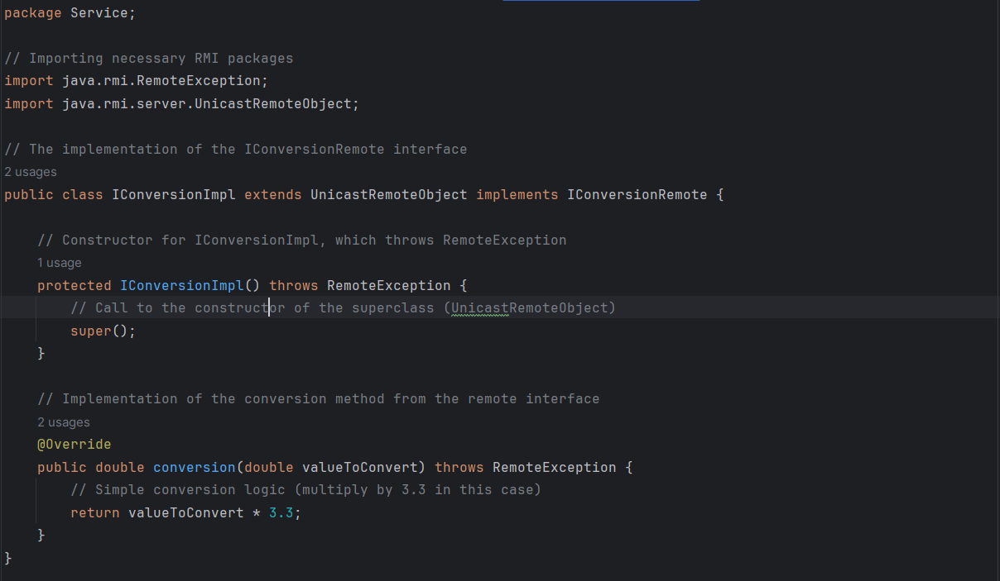 package Service;
// Importing necessary RMI packages
import java.rmi.RemoteException;
import java.rmi.server.UnicastRemoteObject;
// The implementation of the IConversionRemote interface
2 usages
public class IConversionImpl extends UnicastRemoteObject implements IConversionRemote {
// Constructor for IConversionImpl, which throws RemoteException
1 usage
protected IConversionImpl() throws RemoteException {
// Call to the constructor of the superclass (UnicastRemoteObject)
super();
}
// Implementation of the conversion method from the remote interface
2 usages
@Override
public double conversion(double valueToConvert) throws RemoteException {
// Simple conversion logic (multiply by 3.3 in this case)
return valueToConvert * 3.3;
}
}